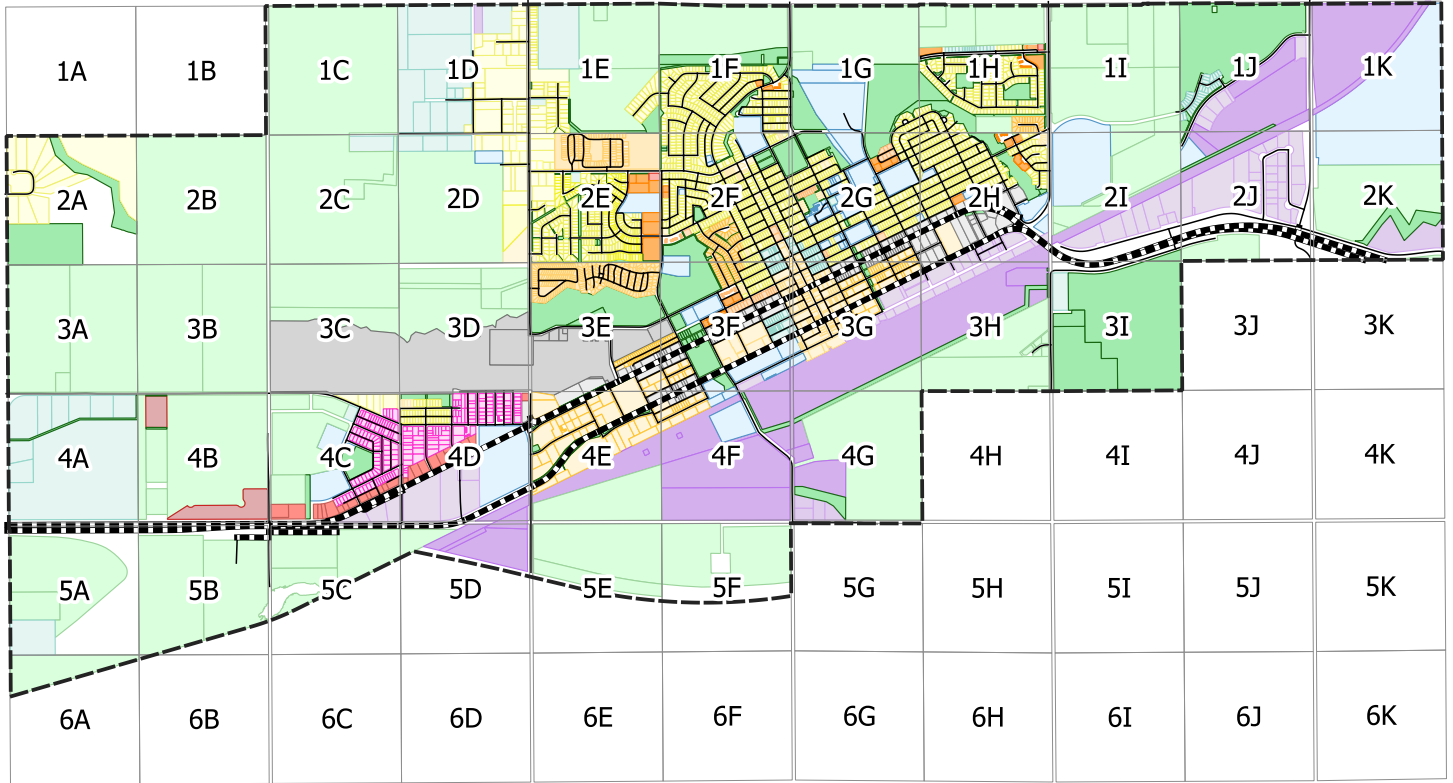 1A 1B 1C 1D 1E 1F 1G 1H 1I 1J 1K
2A 2B 2C 2D 2E 2F 2G 2H 2I 2J 2K
3A 3B 3C 3D 3E 3F 3G 3H 3I 3J 3K
4A 4B 4C 4D 4E 4F 4G 4H 4I 4J 4K
5A 5B 5C 5D 5E 5F 5G 5H 5I 5J 5K
6A 6B 6C 6D 6E 6F 6G 6H 6I 6J 6K